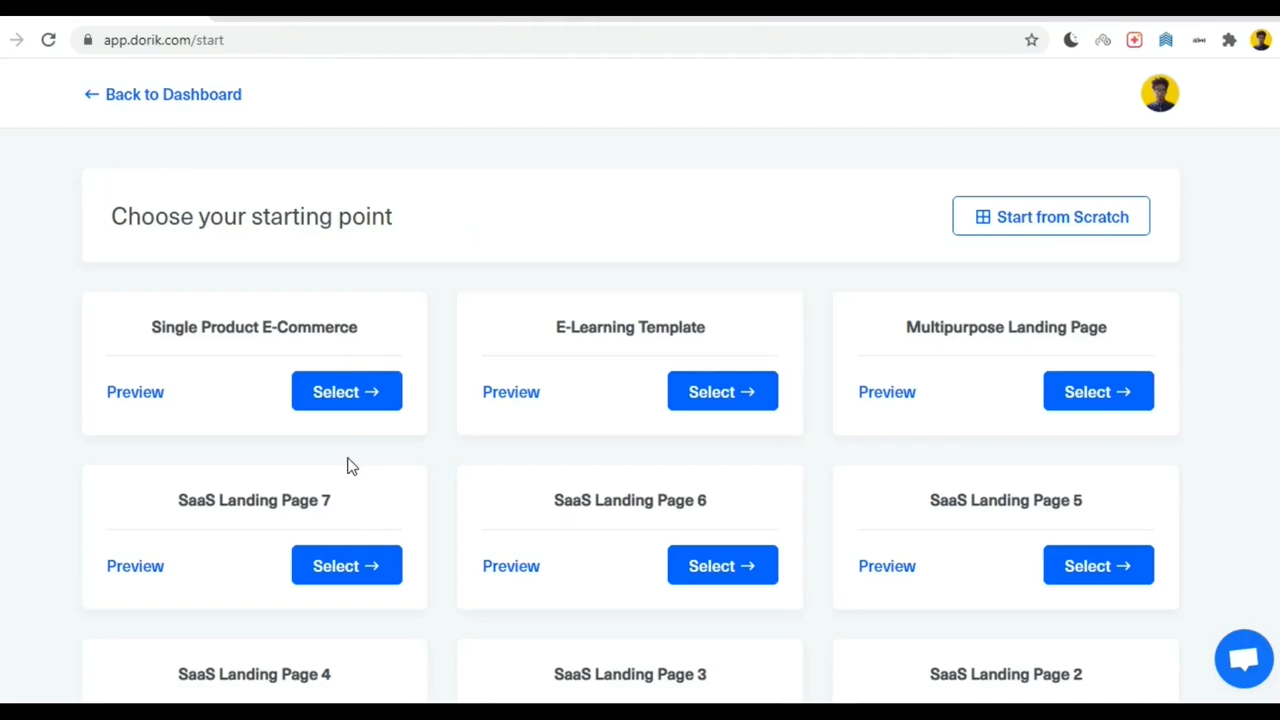 app.dorik.com/start
← Back to Dashboard
Choose your starting point
Start from Scratch
Single Product E-Commerce
E-Learning Template
Multipurpose Landing Page
Preview
Select →
Preview
Select →
Preview
Select →
SaaS Landing Page 7
SaaS Landing Page 6
SaaS Landing Page 5
Preview
Select →
Preview
Select →
Preview
Select →
SaaS Landing Page 4
SaaS Landing Page 3
SaaS Landing Page 2